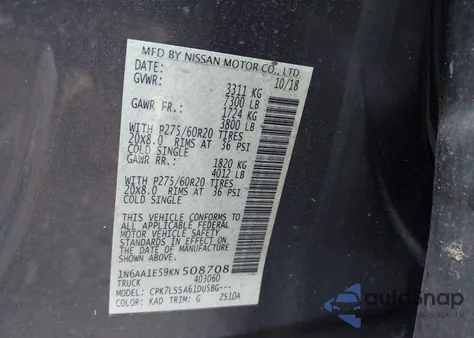 MFD BY NISSAN MOTOR CO., LTD.
DATE: 10/18
GVWR: 3311 KG
7300 LB
GAWR FR.: 1724 KG
3800 LB
WITH P275/60R20 TIRES
20X8.0 RIMS AT 36 PSI
COLD SINGLE
GAWR RR.: 1820 KG
4012 LB
WITH P275/60R20 TIRES
20X8.0 RIMS AT 36 PSI
COLD SINGLE
THIS VEHICLE CONFORMS TO
ALL APPLICABLE FEDERAL
MOTOR VEHICLE SAFETY
STANDARDS IN EFFECT ON THE
DATE OF MANUFACTURE SHOWN
ABOVE.
1N6AA1E59KN508708
TRUCK 403060
MODEL: CPK7LS5A61DU5BG---
COLOR: KAD TRIM: G ZS10A
AutoSnap